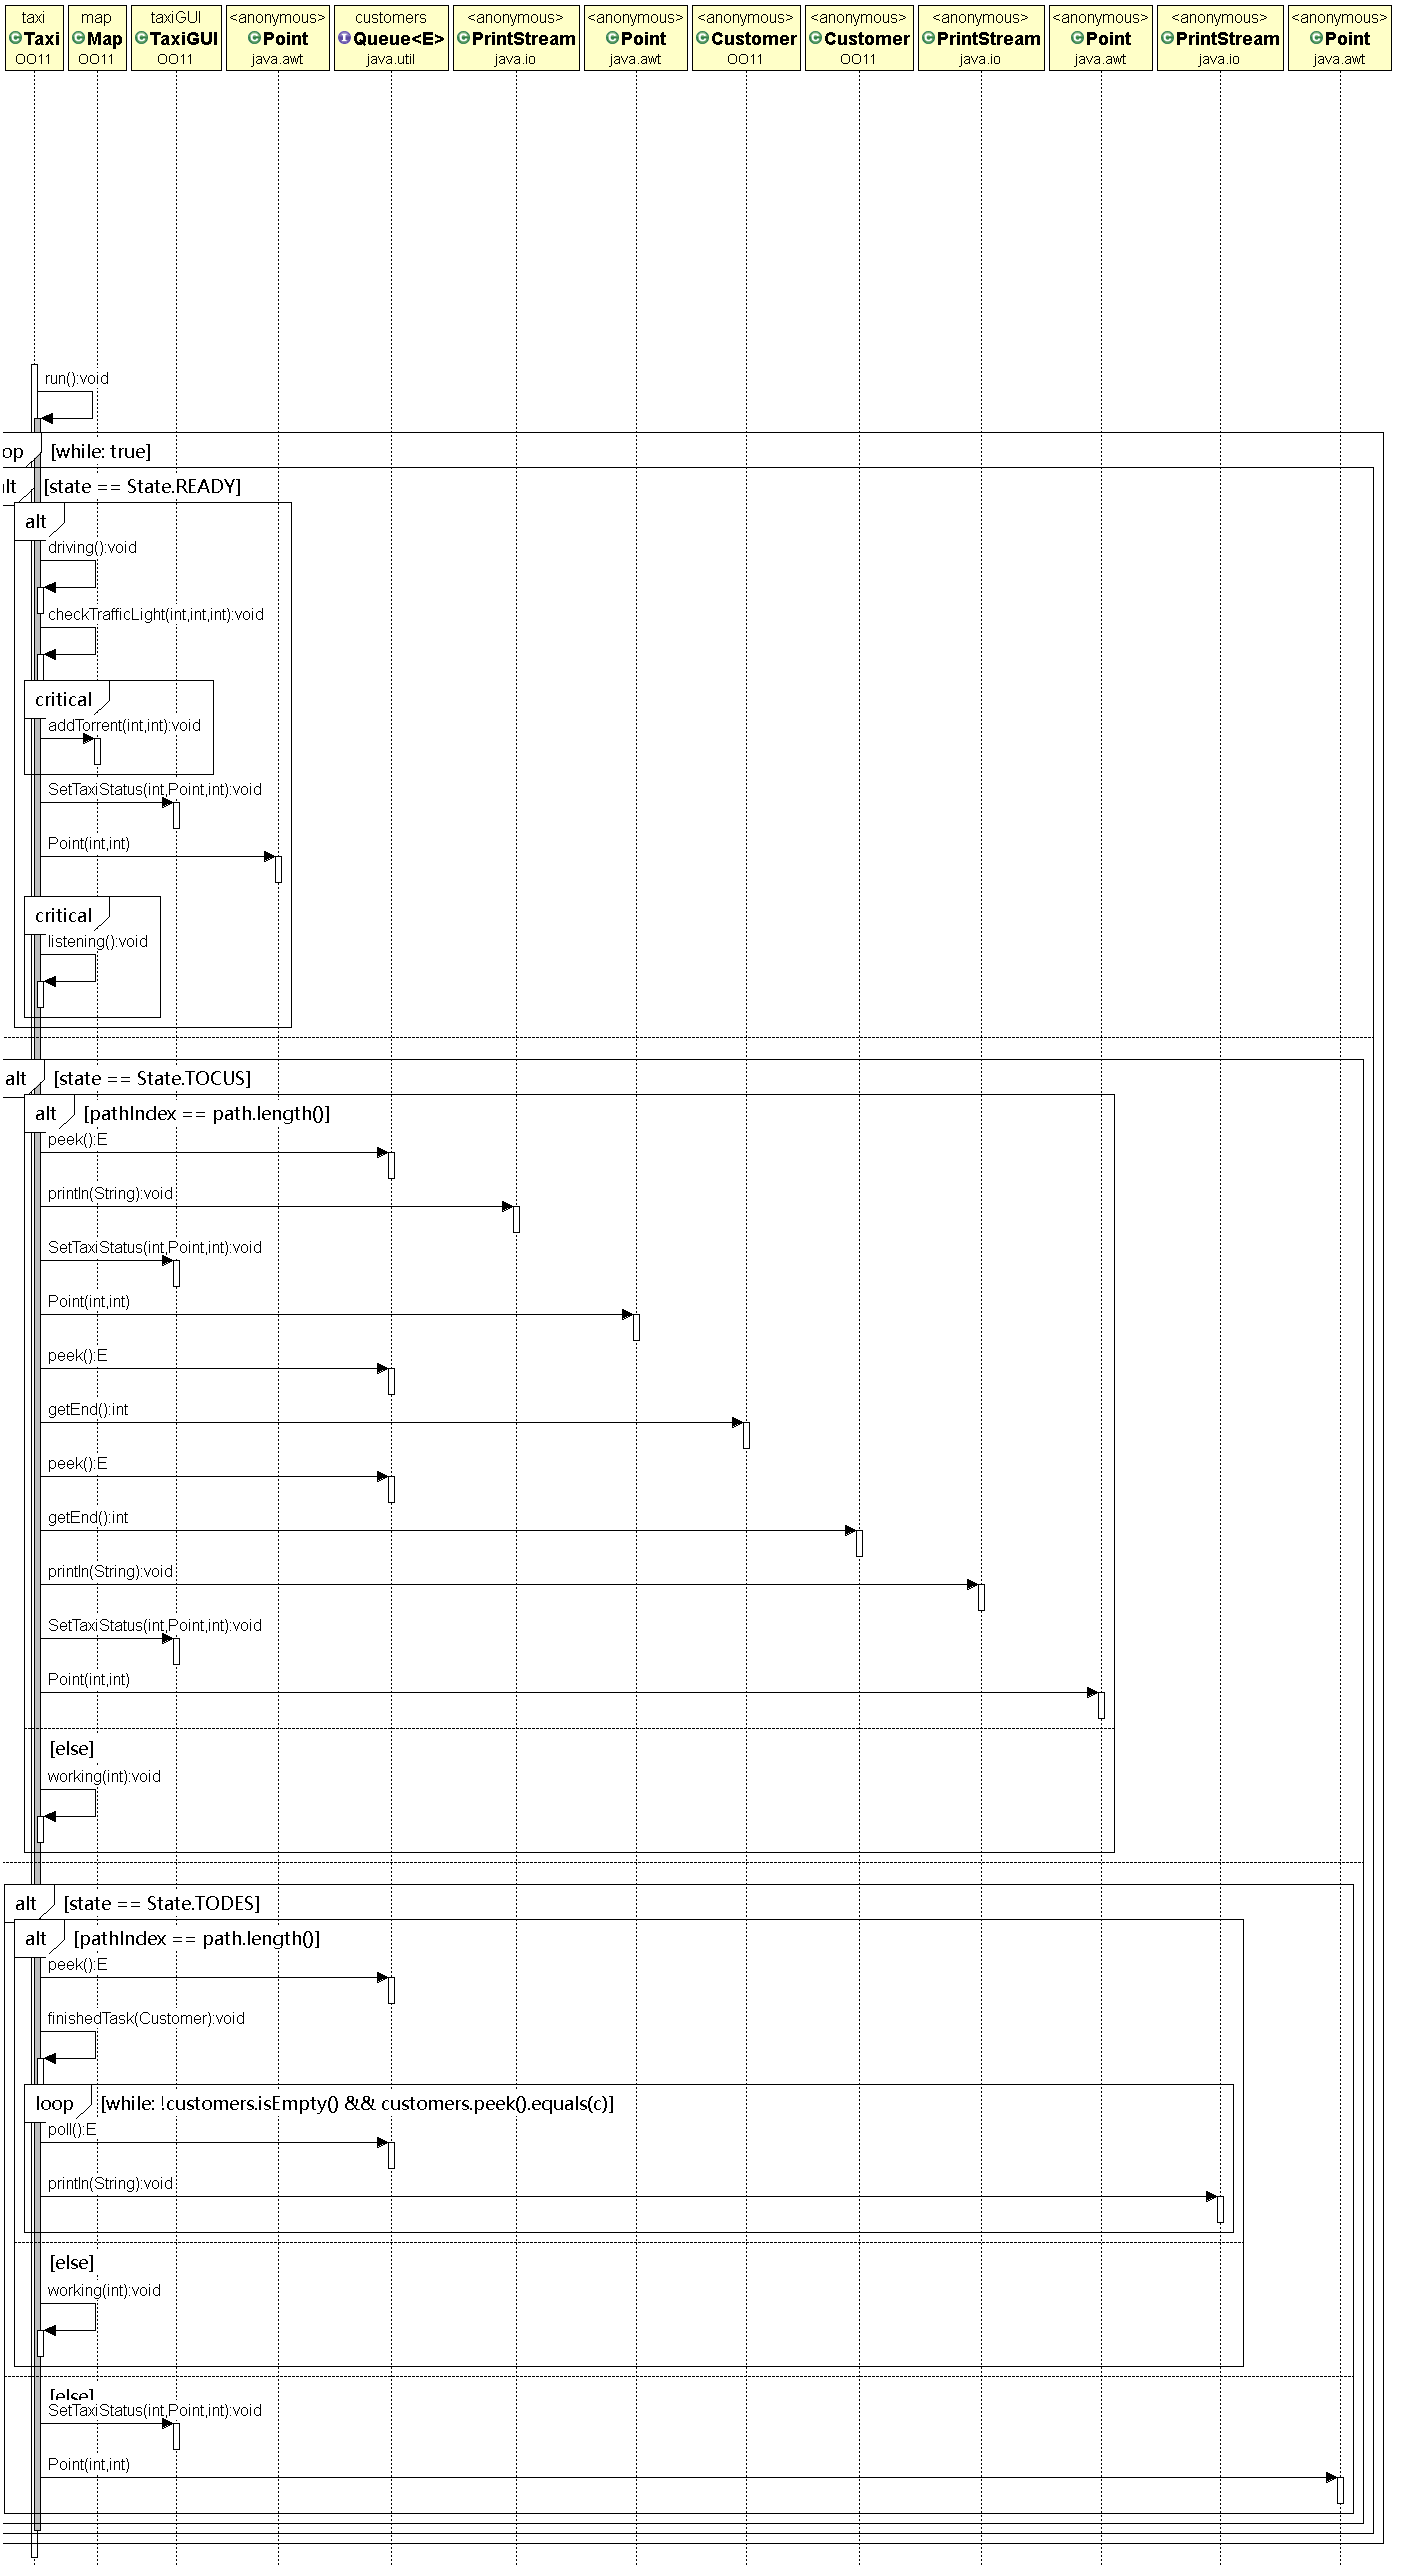 taxi map taxiGUI <anonymous> customers <anonymous> <anonymous> <anonymous> <anonymous> <anonymous> <anonymous> <anonymous> <anonymous>
C Taxi C Map C TaxiGUI C Point I Queue<E> C PrintStream C Point C Customer C Customer C PrintStream C Point C PrintStream C Point
OO11 OO11 OO11 java.awt java.util java.io java.awt OO11 OO11 java.io java.awt java.io java.awt
run():void
op [while: true]
lt [state == State.READY]
alt
driving():void
checkTrafficLight(int,int,int):void
critical
addTorrent(int,int):void
SetTaxiStatus(int,Point,int):void
Point(int,int)
critical
listening():void
alt [state == State.TOCUS]
alt [pathIndex == path.length()]
peek():E
println(String):void
SetTaxiStatus(int,Point,int):void
Point(int,int)
peek():E
getEnd():int
peek():E
getEnd():int
println(String):void
SetTaxiStatus(int,Point,int):void
Point(int,int)
[else]
working(int):void
alt [state == State.TODES]
alt [pathIndex == path.length()]
peek():E
finishedTask(Customer):void
loop [while: !customers.isEmpty() && customers.peek().equals(c)]
poll():E
println(String):void
[else]
working(int):void
[else]
SetTaxiStatus(int,Point,int):void
Point(int,int)